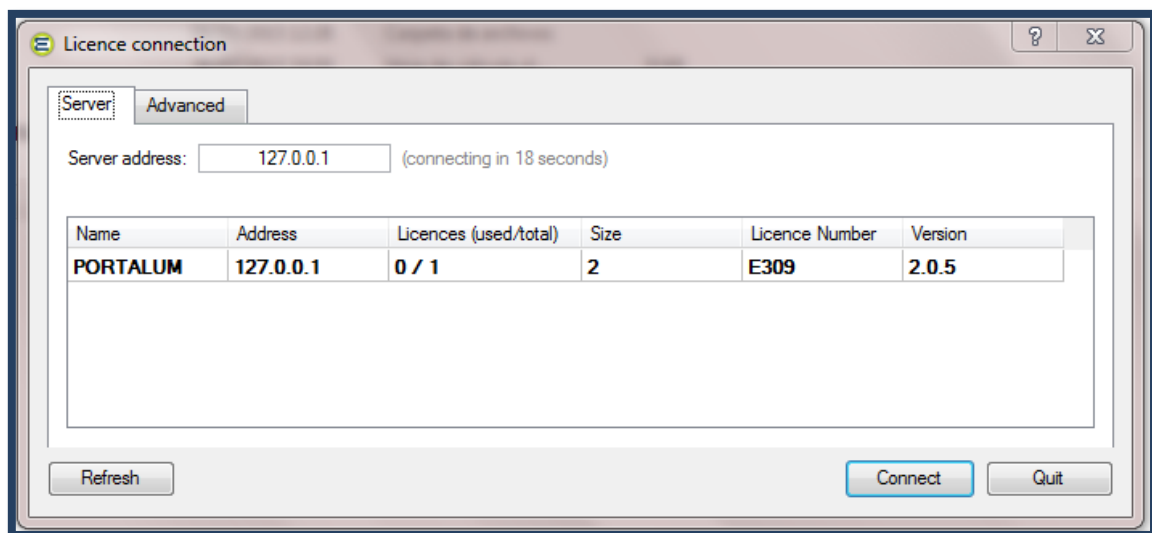 Licence connection
Server Advanced
Server address: 127.0.0.1 (connecting in 18 seconds)
Name Address Licences (used/total) Size Licence Number Version
PORTALUM 127.0.0.1 0 / 1 2 E309 2.0.5
Refresh Connect Quit